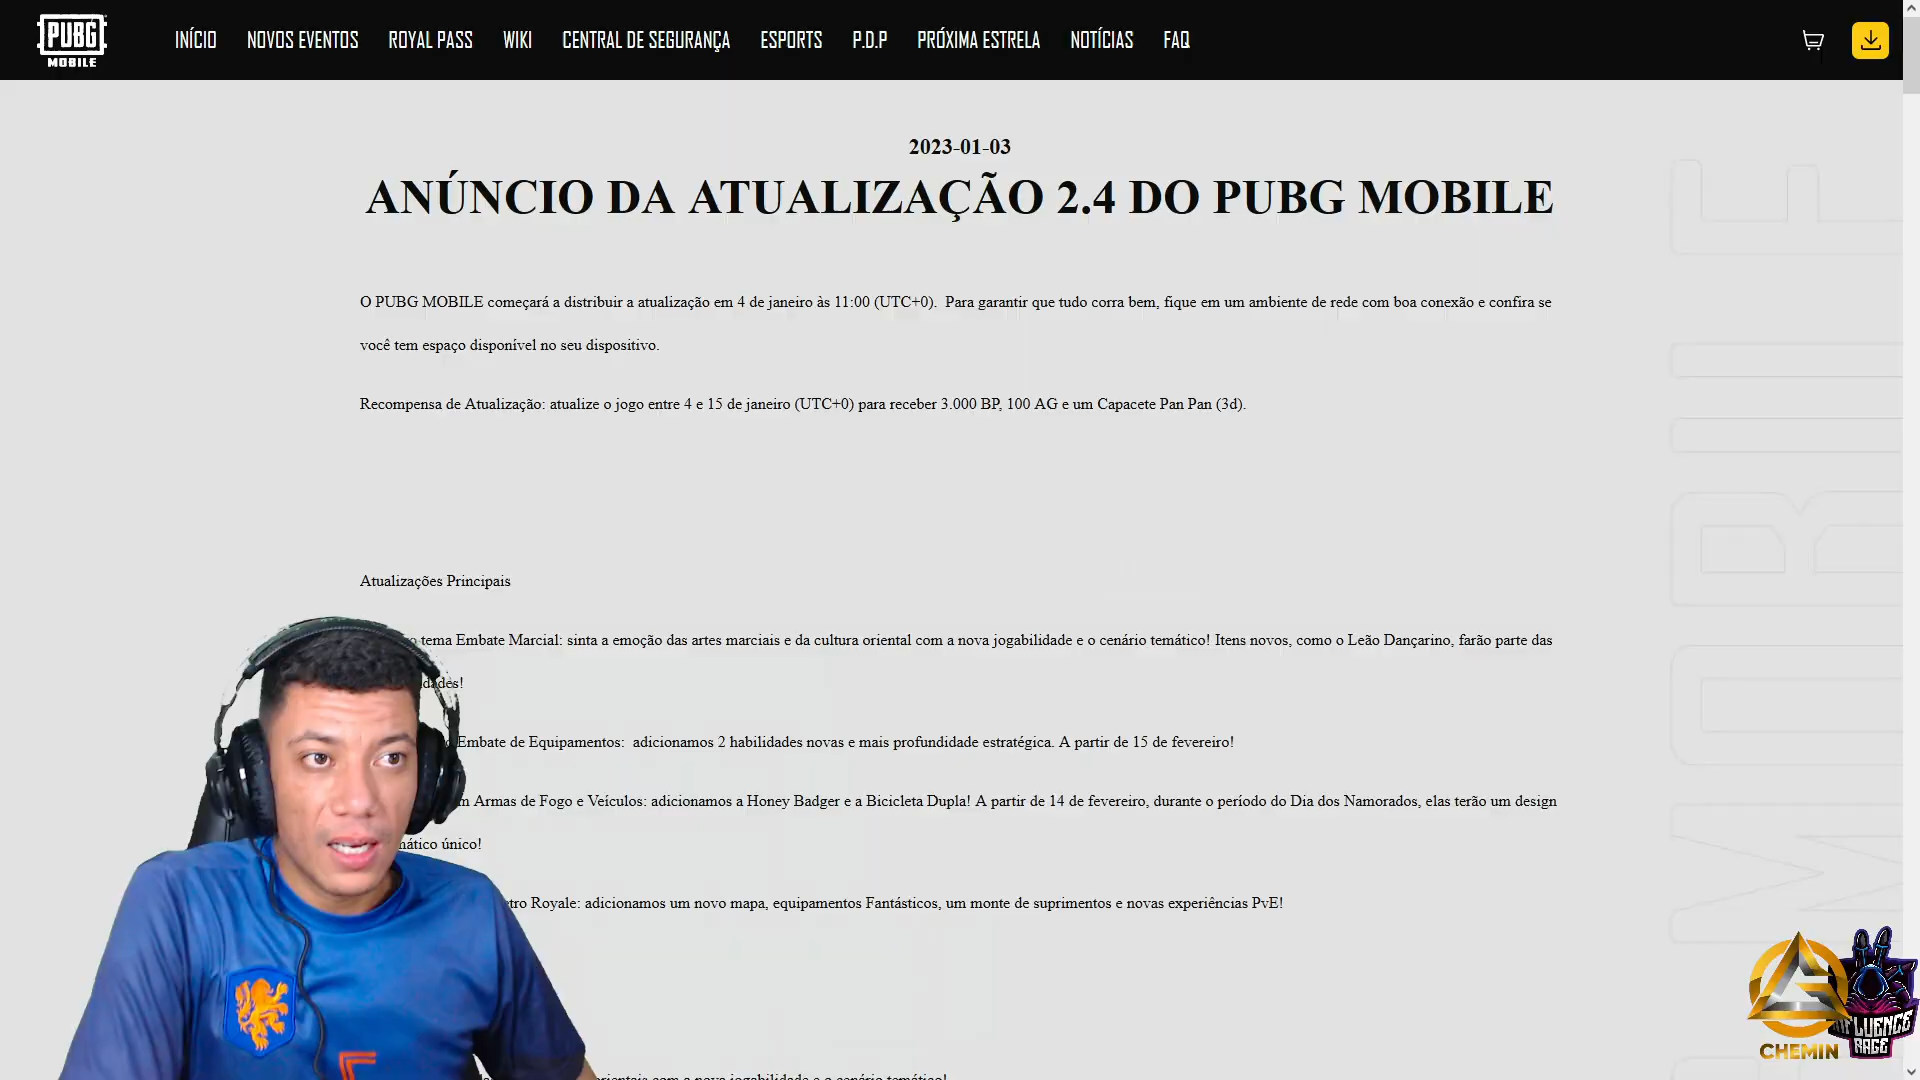 PUBG
MOBILE
INÍCIO NOVOS EVENTOS ROYAL PASS WIKI CENTRAL DE SEGURANÇA ESPORTS P.D.P PRÓXIMA ESTRELA NOTÍCIAS FAQ
2023-01-03
ANÚNCIO DA ATUALIZAÇÃO 2.4 DO PUBG MOBILE
O PUBG MOBILE começará a distribuir a atualização em 4 de janeiro às 11:00 (UTC+0). Para garantir que tudo corra bem, fique em um ambiente de rede com boa conexão e confira se
você tem espaço disponível no seu dispositivo.
Recompensa de Atualização: atualize o jogo entre 4 e 15 de janeiro (UTC+0) para receber 3.000 BP, 100 AG e um Capacete Pan Pan (3d).
Atualizações Principais
tema Embate Marcial: sinta a emoção das artes marciais e da cultura oriental com a nova jogabilidade e o cenário temático! Itens novos, como o Leão Dançarino, farão parte das
Embate de Equipamentos: adicionamos 2 habilidades novas e mais profundidade estratégica. A partir de 15 de fevereiro!
Armas de Fogo e Veículos: adicionamos a Honey Badger e a Bicicleta Dupla! A partir de 14 de fevereiro, durante o período do Dia dos Namorados, elas terão um design
único!
Royale: adicionamos um novo mapa, equipamentos Fantásticos, um monte de suprimentos e novas experiências PvE!
com a nova jogabilidade e o cenário temático!
CHEMIN
INFLUENCE
RAGE
MOBILE